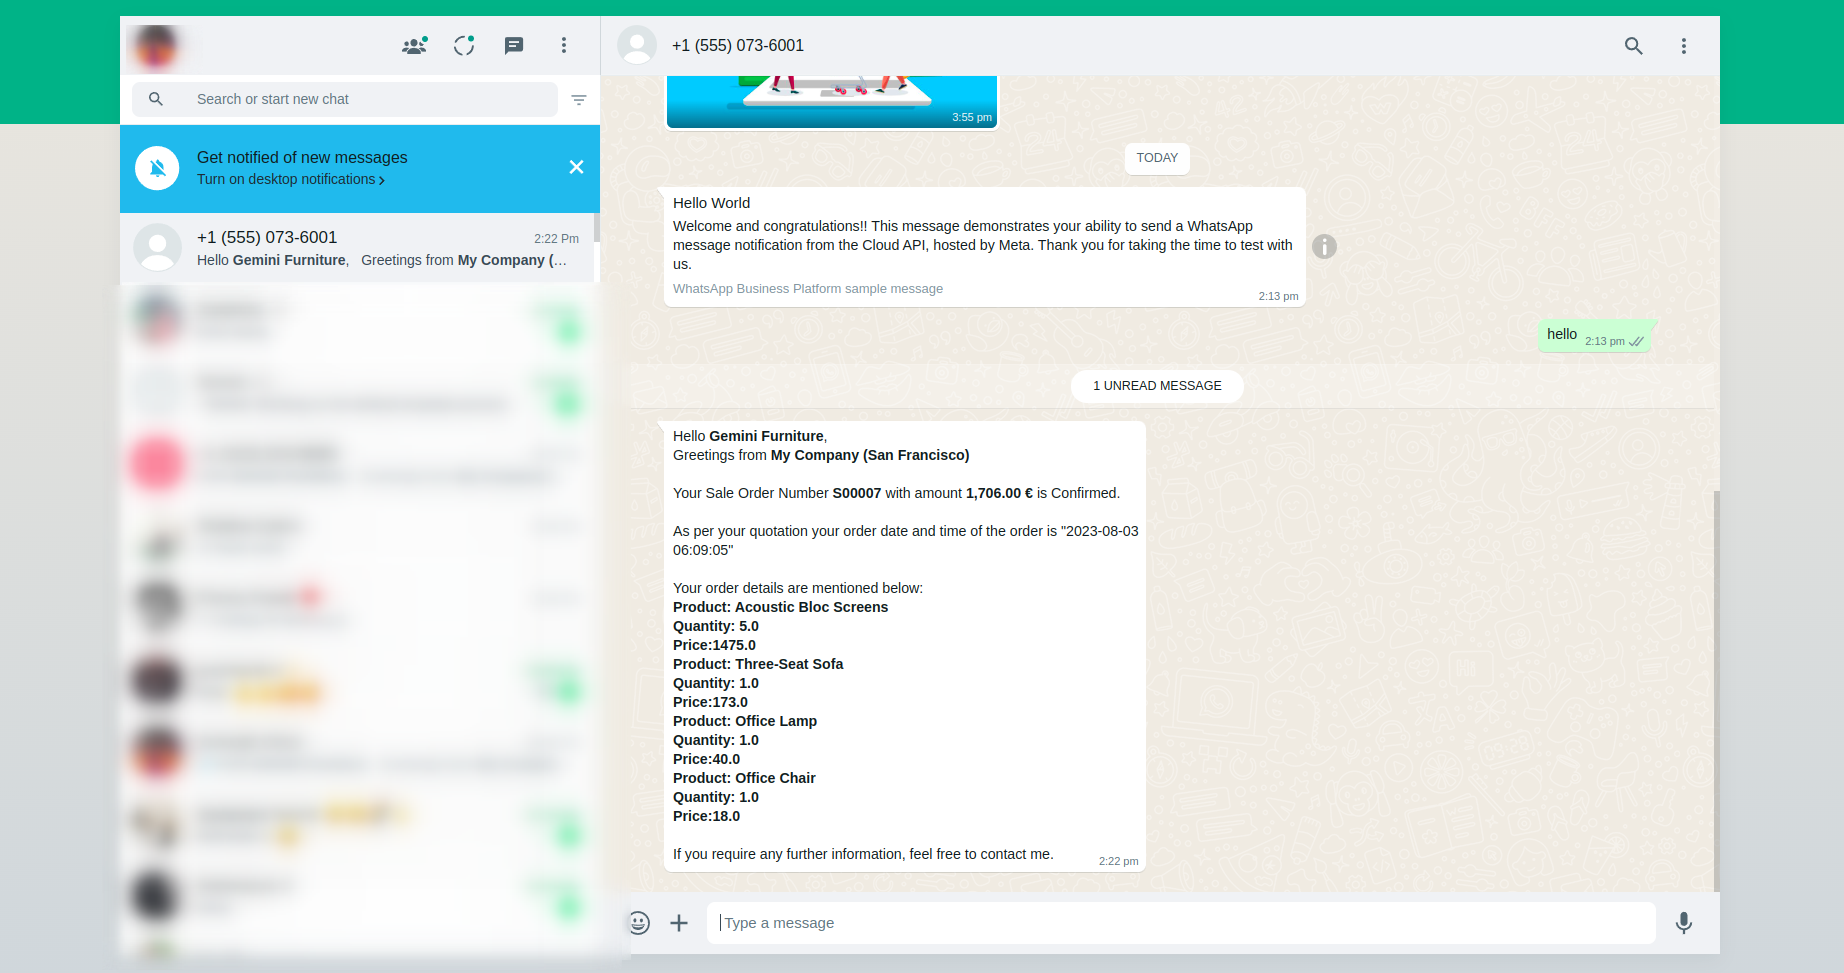 Search or start new chat
Get notified of new messages
Turn on desktop notifications
+1 (555) 073-6001
2:22 PM
Hello Gemini Furniture, Greetings from My Company (...
+1 (555) 073-6001
3:55 pm
TODAY
Hello World
Welcome and congratulations!! This message demonstrates your ability to send a WhatsApp
message notification from the Cloud API, hosted by Meta. Thank you for taking the time to test with
us.
WhatsApp Business Platform sample message
2:13 pm
hello
2:13 pm
1 UNREAD MESSAGE
Hello Gemini Furniture,
Greetings from My Company (San Francisco)
Your Sale Order Number S00007 with amount 1,706.00 € is Confirmed.
As per your quotation your order date and time of the order is "2023-08-03
06:09:05"
Your order details are mentioned below:
Product: Acoustic Bloc Screens
Quantity: 5.0
Price:1475.0
Product: Three-Seat Sofa
Quantity: 1.0
Price:173.0
Product: Office Lamp
Quantity: 1.0
Price:40.0
Product: Office Chair
Quantity: 1.0
Price:18.0
If you require any further information, feel free to contact me.
2:22 pm
Type a message